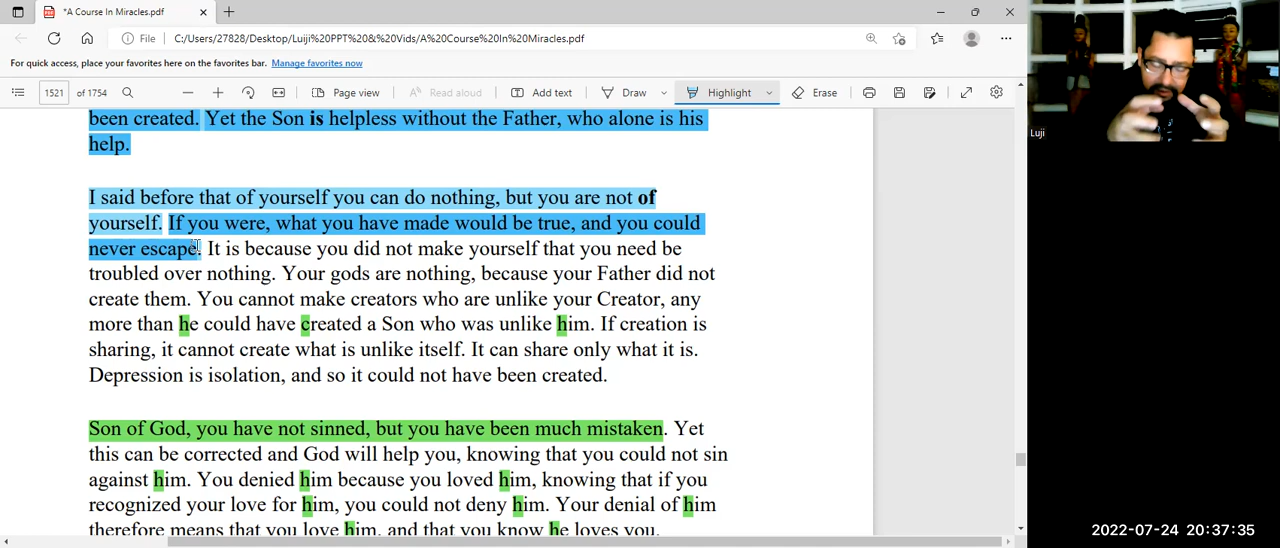 *A Course In Miracles.pdf
File
C:/Users/27828/Desktop/Luiji%20PPT%20&%20Vids/A%20Course%20In%20Miracles.pdf
For quick access, place your favorites here on the favorites bar. Manage favorites now
1521 of 1754
Page view
Read aloud
Add text
Draw
Highlight
Erase
been created. Yet the Son is helpless without the Father, who alone is his
help.
I said before that of yourself you can do nothing, but you are not of
yourself. If you were, what you have made would be true, and you could
never escape. It is because you did not make yourself that you need be
troubled over nothing. Your gods are nothing, because your Father did not
create them. You cannot make creators who are unlike your Creator, any
more than he could have created a Son who was unlike him. If creation is
sharing, it cannot create what is unlike itself. It can share only what it is.
Depression is isolation, and so it could not have been created.
Son of God, you have not sinned, but you have been much mistaken. Yet
this can be corrected and God will help you, knowing that you could not sin
against him. You denied him because you loved him, knowing that if you
recognized your love for him, you could not deny him. Your denial of him
therefore means that you love him, and that you know he loves you.
Luji
2022-07-24 20:37:35